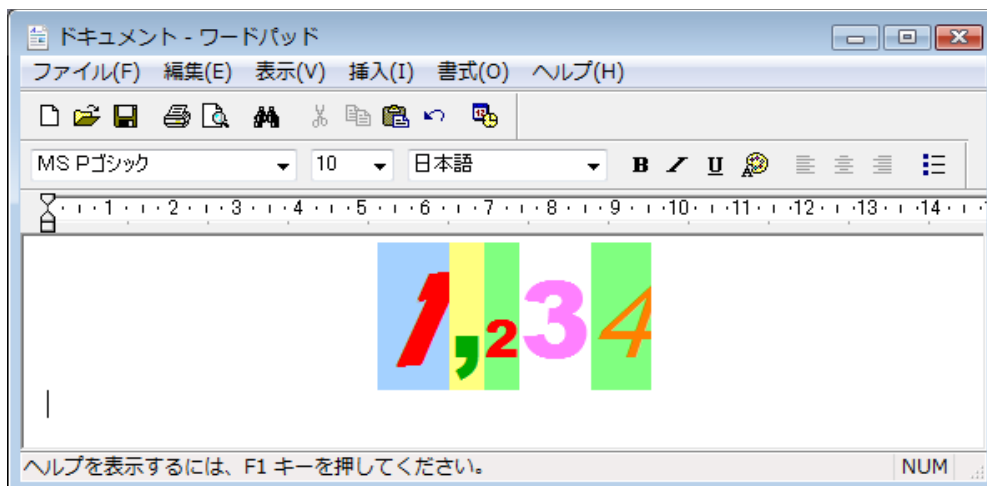 ドキュメント - ワードパッド
ファイル(F) 編集(E) 表示(V) 挿入(I) 書式(O) ヘルプ(H)
MS Pゴシック 10 日本語 B U
1 2 3 4 5 6 7 8 9 10 11 12 13 14
1,234
ヘルプを表示するには、F1 キーを押してください。 NUM